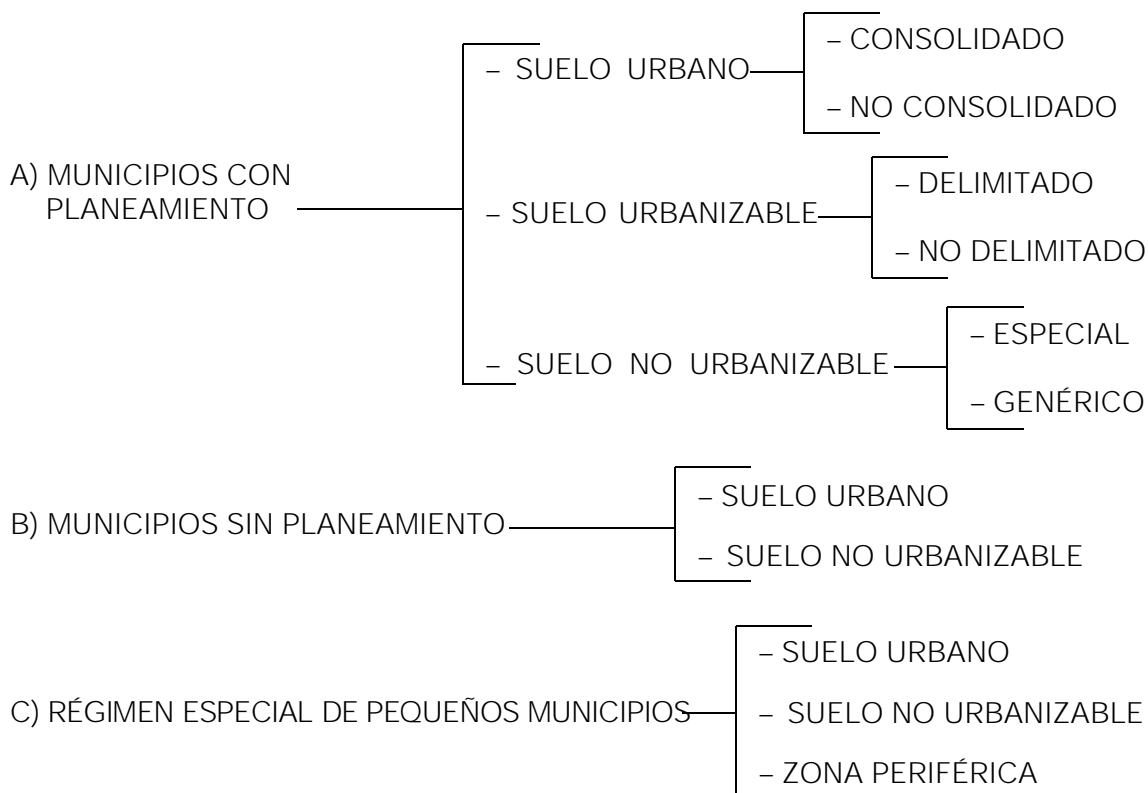 – CONSOLIDADO
– SUELO URBANO
– NO CONSOLIDADO
A) MUNICIPIOS CON
PLANEAMIENTO
– DELIMITADO
– SUELO URBANIZABLE
– NO DELIMITADO
– ESPECIAL
– SUELO NO URBANIZABLE
– GENÉRICO
– SUELO URBANO
B) MUNICIPIOS SIN PLANEAMIENTO
– SUELO NO URBANIZABLE
– SUELO URBANO
C) RÉGIMEN ESPECIAL DE PEQUEÑOS MUNICIPIOS
– SUELO NO URBANIZABLE
– ZONA PERIFÉRICA